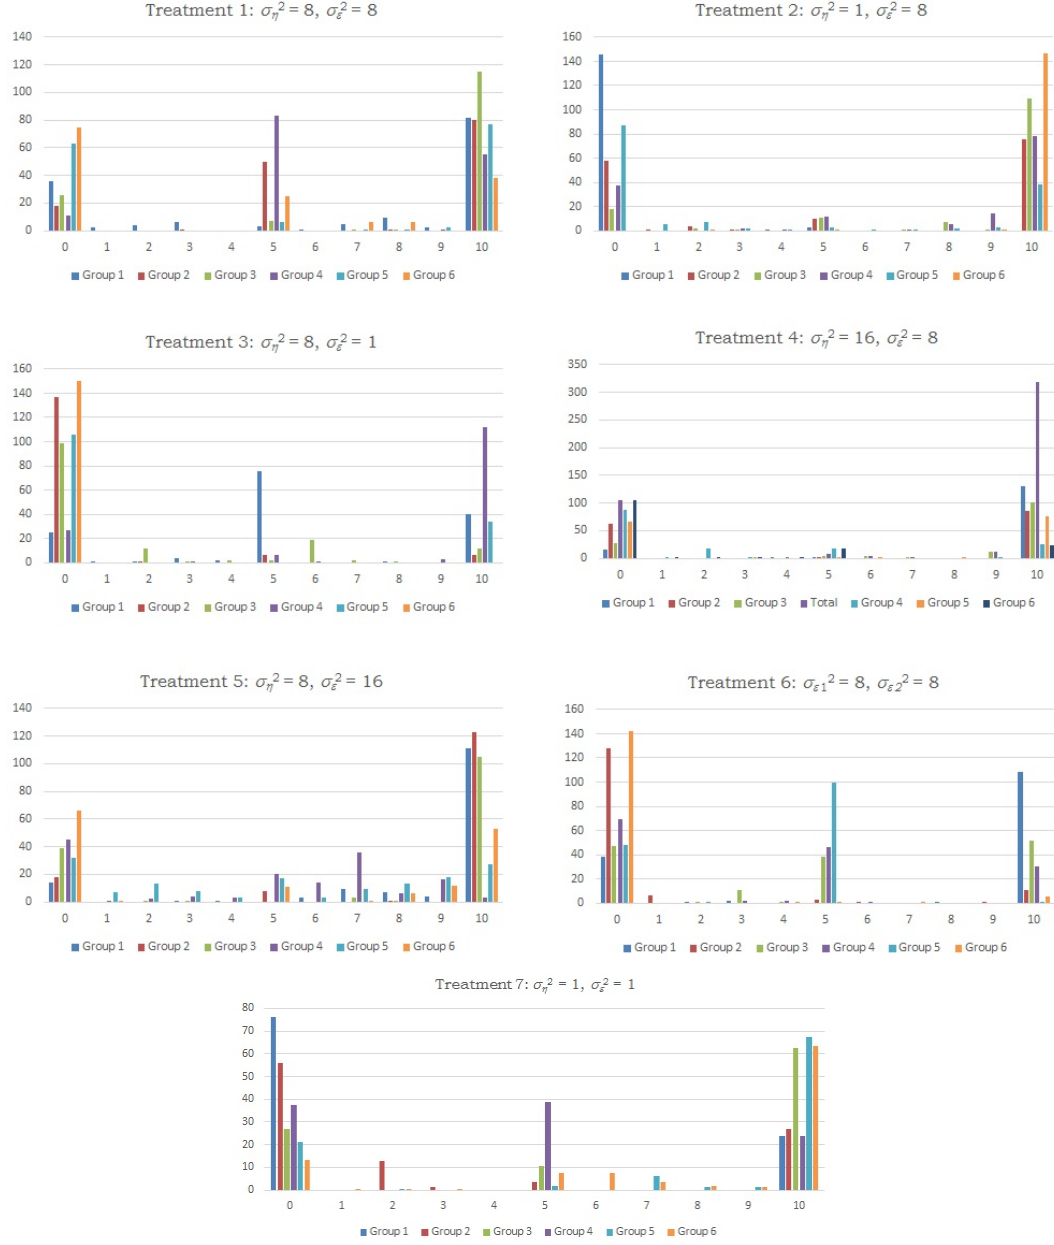 Treatment 1: ση² = 8, σε² = 8
140
120
100
80
60
40
20
0
0 1 2 3 4 5 6 7 8 9 10
Group 1 Group 2 Group 3 Group 4 Group 5 Group 6
Treatment 2: ση² = 1, σε² = 8
160
140
120
100
80
60
40
20
0
0 1 2 3 4 5 6 7 8 9 10
Group 1 Group 2 Group 3 Group 4 Group 5 Group 6
Treatment 3: ση² = 8, σε² = 1
160
140
120
100
80
60
40
20
0
0 1 2 3 4 5 6 7 8 9 10
Group 1 Group 2 Group 3 Group 4 Group 5 Group 6
Treatment 4: ση² = 16, σε² = 8
350
300
250
200
150
100
50
0
0 1 2 3 4 5 6 7 8 9 10
Group 1 Group 2 Group 3 Total Group 4 Group 5 Group 6
Treatment 5: ση² = 8, σε² = 16
140
120
100
80
60
40
20
0
0 1 2 3 4 5 6 7 8 9 10
Group 1 Group 2 Group 3 Group 4 Group 5 Group 6
Treatment 6: σε1² = 8, σε2² = 8
160
140
120
100
80
60
40
20
0
0 1 2 3 4 5 6 7 8 9 10
Group 1 Group 2 Group 3 Group 4 Group 5 Group 6
Treatment 7: ση² = 1, σε² = 1
80
70
60
50
40
30
20
10
0
0 1 2 3 4 5 6 7 8 9 10
Group 1 Group 2 Group 3 Group 4 Group 5 Group 6